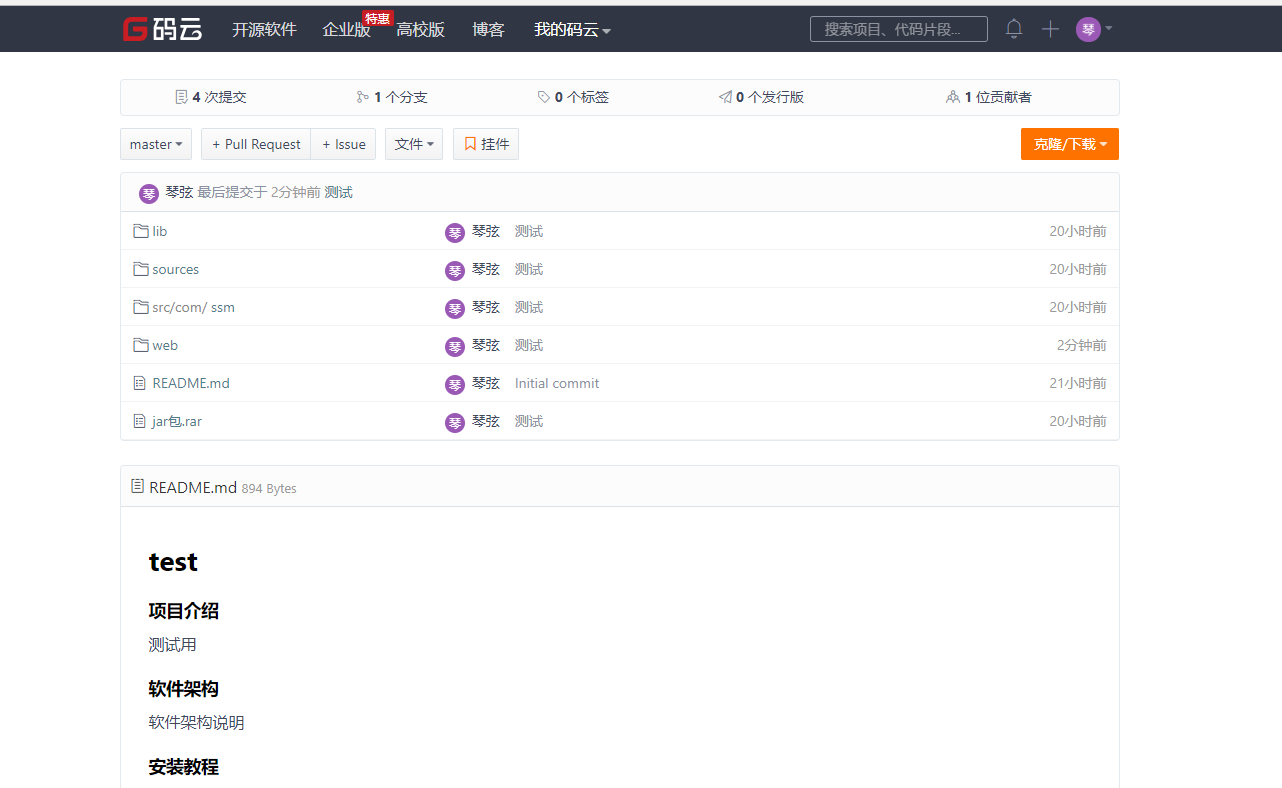 码云 开源软件 企业版 特惠 高校版 博客 我的码云 搜索项目、代码片段... 琴
4 次提交 1 个分支 0 个标签 0 个发行版 1 位贡献者
master + Pull Request + Issue 文件 挂件 克隆/下载
琴 琴弦 最后提交于 2分钟前 测试
lib 琴 琴弦 测试 20小时前
sources 琴 琴弦 测试 20小时前
src/com/ ssm 琴 琴弦 测试 20小时前
web 琴 琴弦 测试 2分钟前
README.md 琴 琴弦 Initial commit 21小时前
jar包.rar 琴 琴弦 测试 20小时前
README.md 894 Bytes
test
项目介绍
测试用
软件架构
软件架构说明
安装教程